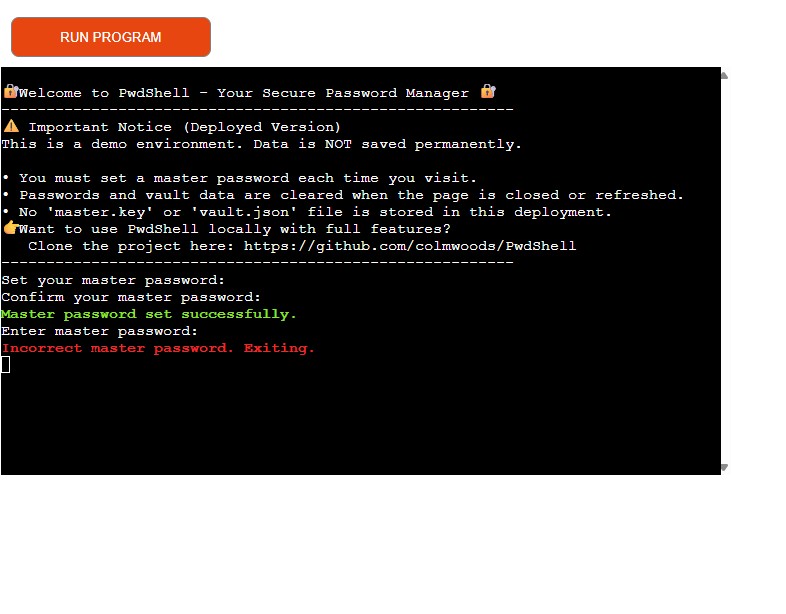 RUN PROGRAM
🔐Welcome to PwdShell - Your Secure Password Manager 🔐
---------------------------------------------------------
⚠️ Important Notice (Deployed Version)
This is a demo environment. Data is NOT saved permanently.
• You must set a master password each time you visit.
• Passwords and vault data are cleared when the page is closed or refreshed.
• No 'master.key' or 'vault.json' file is stored in this deployment.
👉Want to use PwdShell locally with full features?
Clone the project here: https://github.com/colmwoods/PwdShell
---------------------------------------------------------
Set your master password:
Confirm your master password:
Master password set successfully.
Enter master password:
Incorrect master password. Exiting.